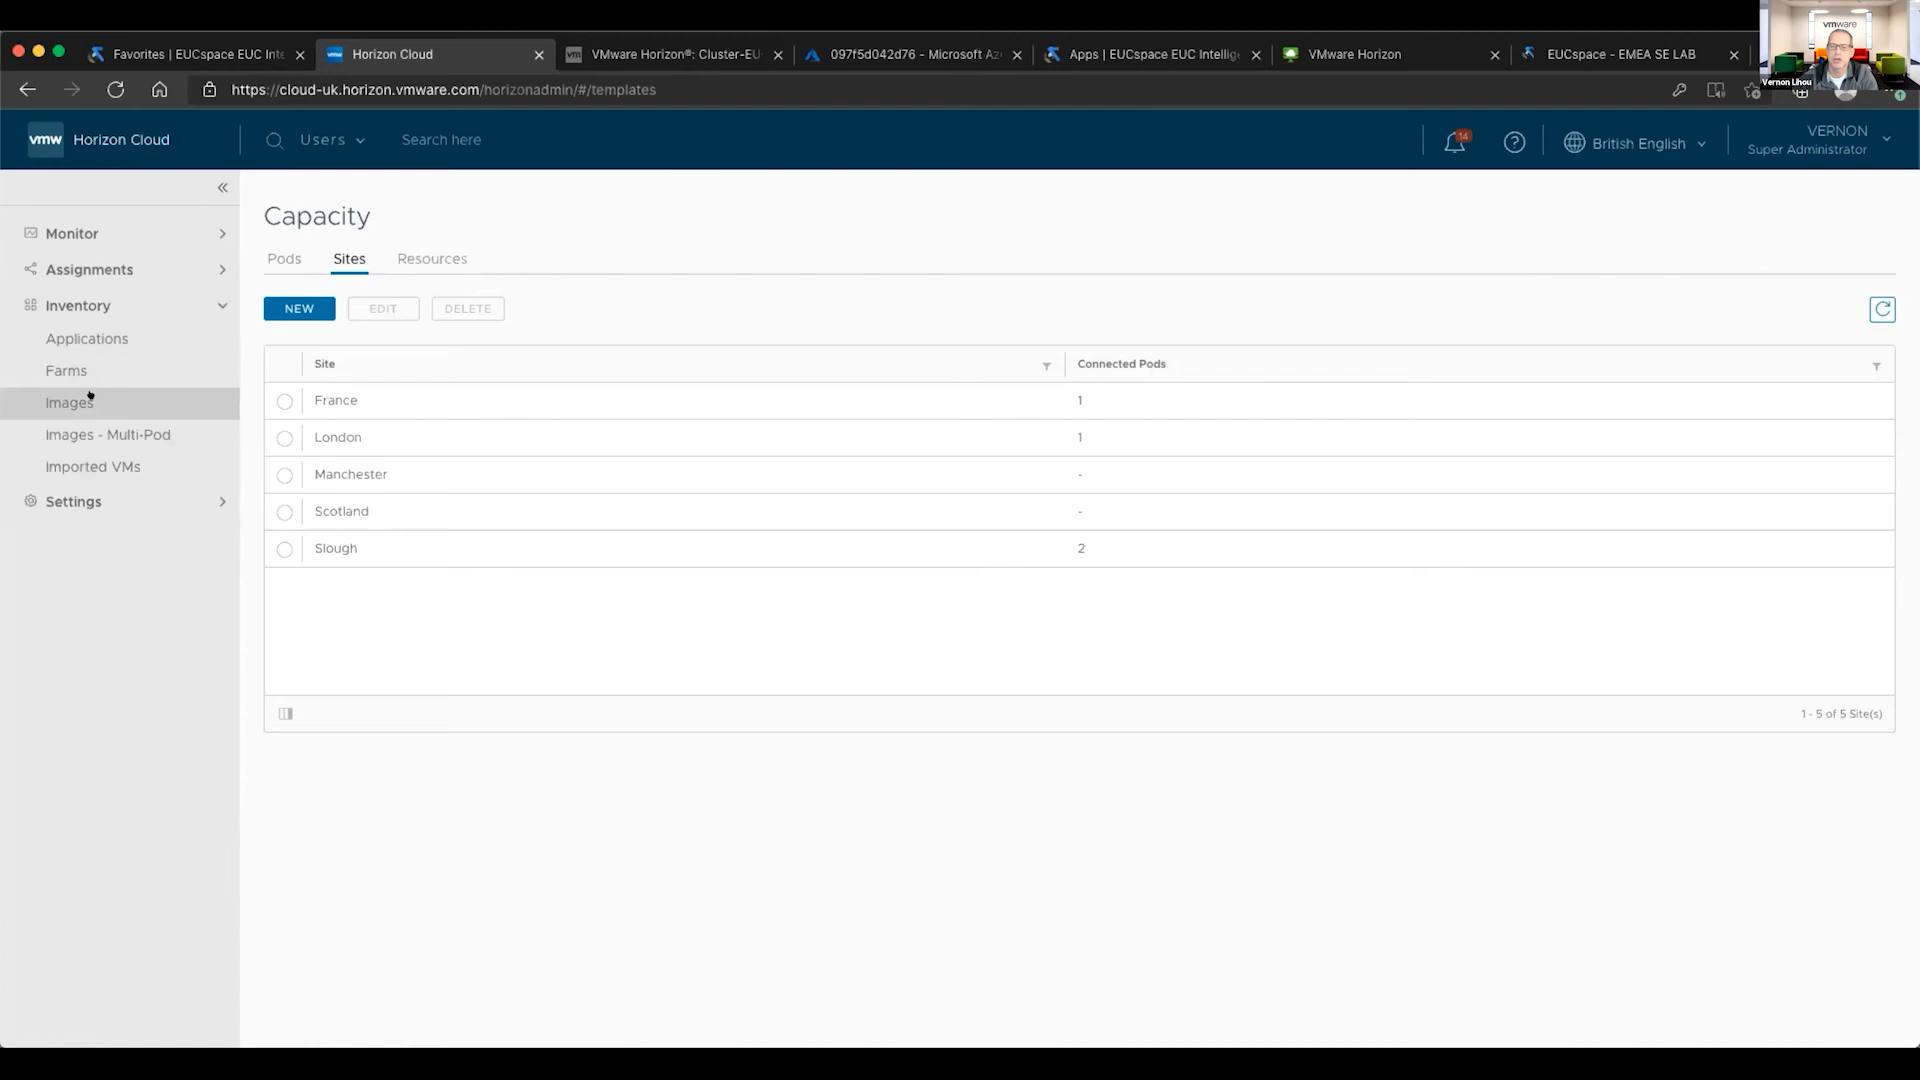 Favorites | EUCspace EUC Inte
Horizon Cloud
VMware Horizon®: Cluster-EU
097f5d042d76 - Microsoft Az
Apps | EUCspace EUC Intellig
VMware Horizon
EUCspace - EMEA SE LAB
vmware
Vernon Lihou
https://cloud-uk.horizon.vmware.com/horizonadmin/#/templates
vmw
Horizon Cloud
Users
Search here
14
British English
VERNON
Super Administrator
Monitor
Assignments
Inventory
Applications
Farms
Images
Images - Multi-Pod
Imported VMs
Settings
Capacity
Pods
Sites
Resources
NEW
EDIT
DELETE
Site
Connected Pods
France
1
London
1
Manchester
-
Scotland
-
Slough
2
1 - 5 of 5 Site(s)